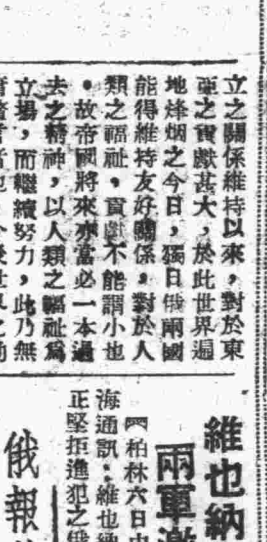 立之關係維持以來，對於東
亞之貢獻甚大，於此世界遍
地烽烟之今日，獨日俄兩國
能得維持友好關係，對於人
類之福祉，貢獻不能謂小也
。故帝國將來亦當必一本過
去之精神，以人類之福祉爲
立塲，而繼續努力，此乃無
維也納
兩軍激
柏林六日中
海通訊：維也納
正堅拒進犯之俄
俄報